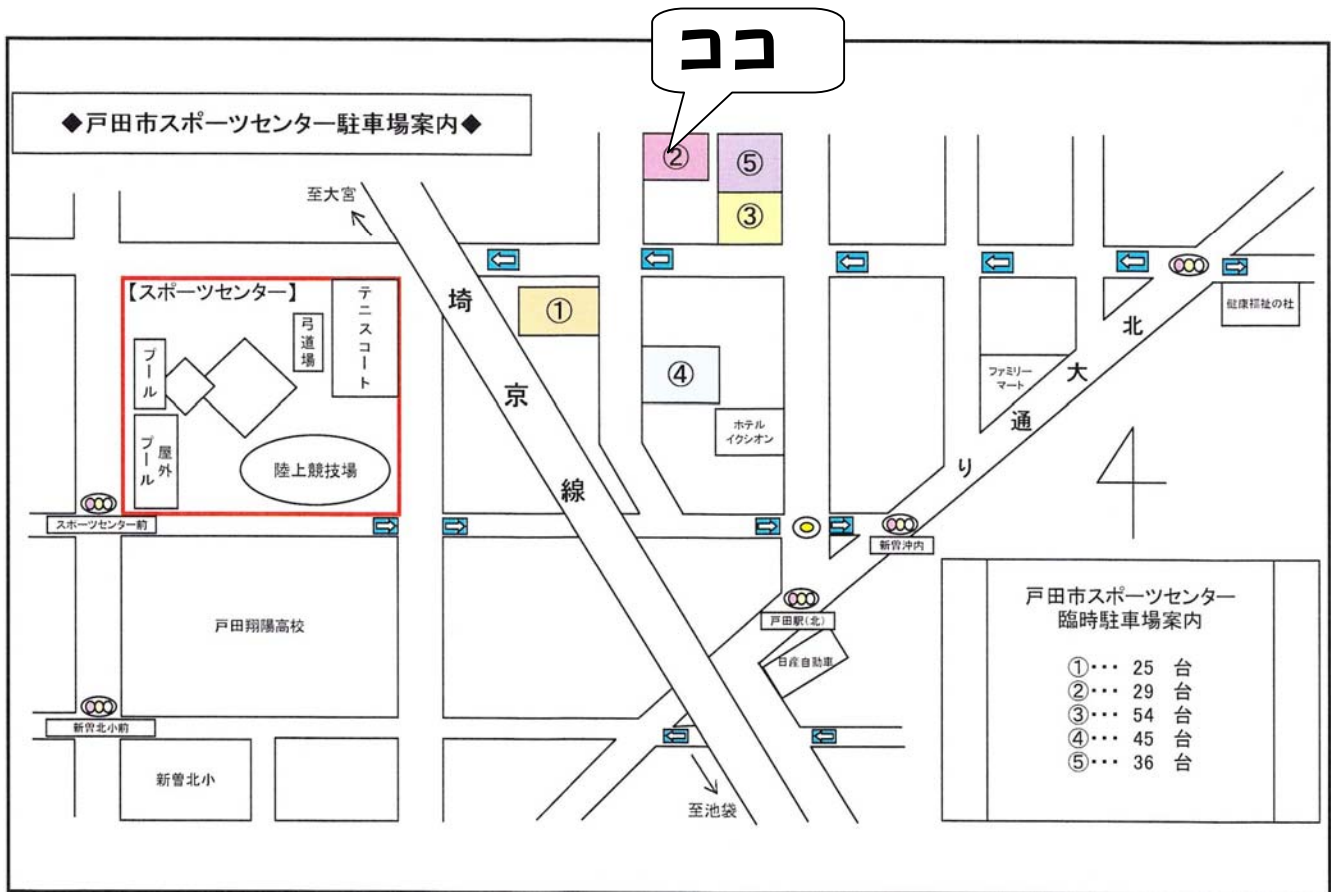 ココ
◆戸田市スポーツセンター駐車場案内◆
②
⑤
至大宮
③
【スポーツセンター】
テニスコート
弓道場
プール
屋外プール
陸上競技場
埼京線
①
④
ホテル
イクシオン
ファミリー
マート
北大通り
健康福祉の杜
スポーツセンター前
新曽沖内
戸田駅(北)
日産自動車
戸田翔陽高校
新曽北小前
新曽北小
至池袋
戸田市スポーツセンター
臨時駐車場案内
①・・・ 25 台
②・・・ 29 台
③・・・ 54 台
④・・・ 45 台
⑤・・・ 36 台